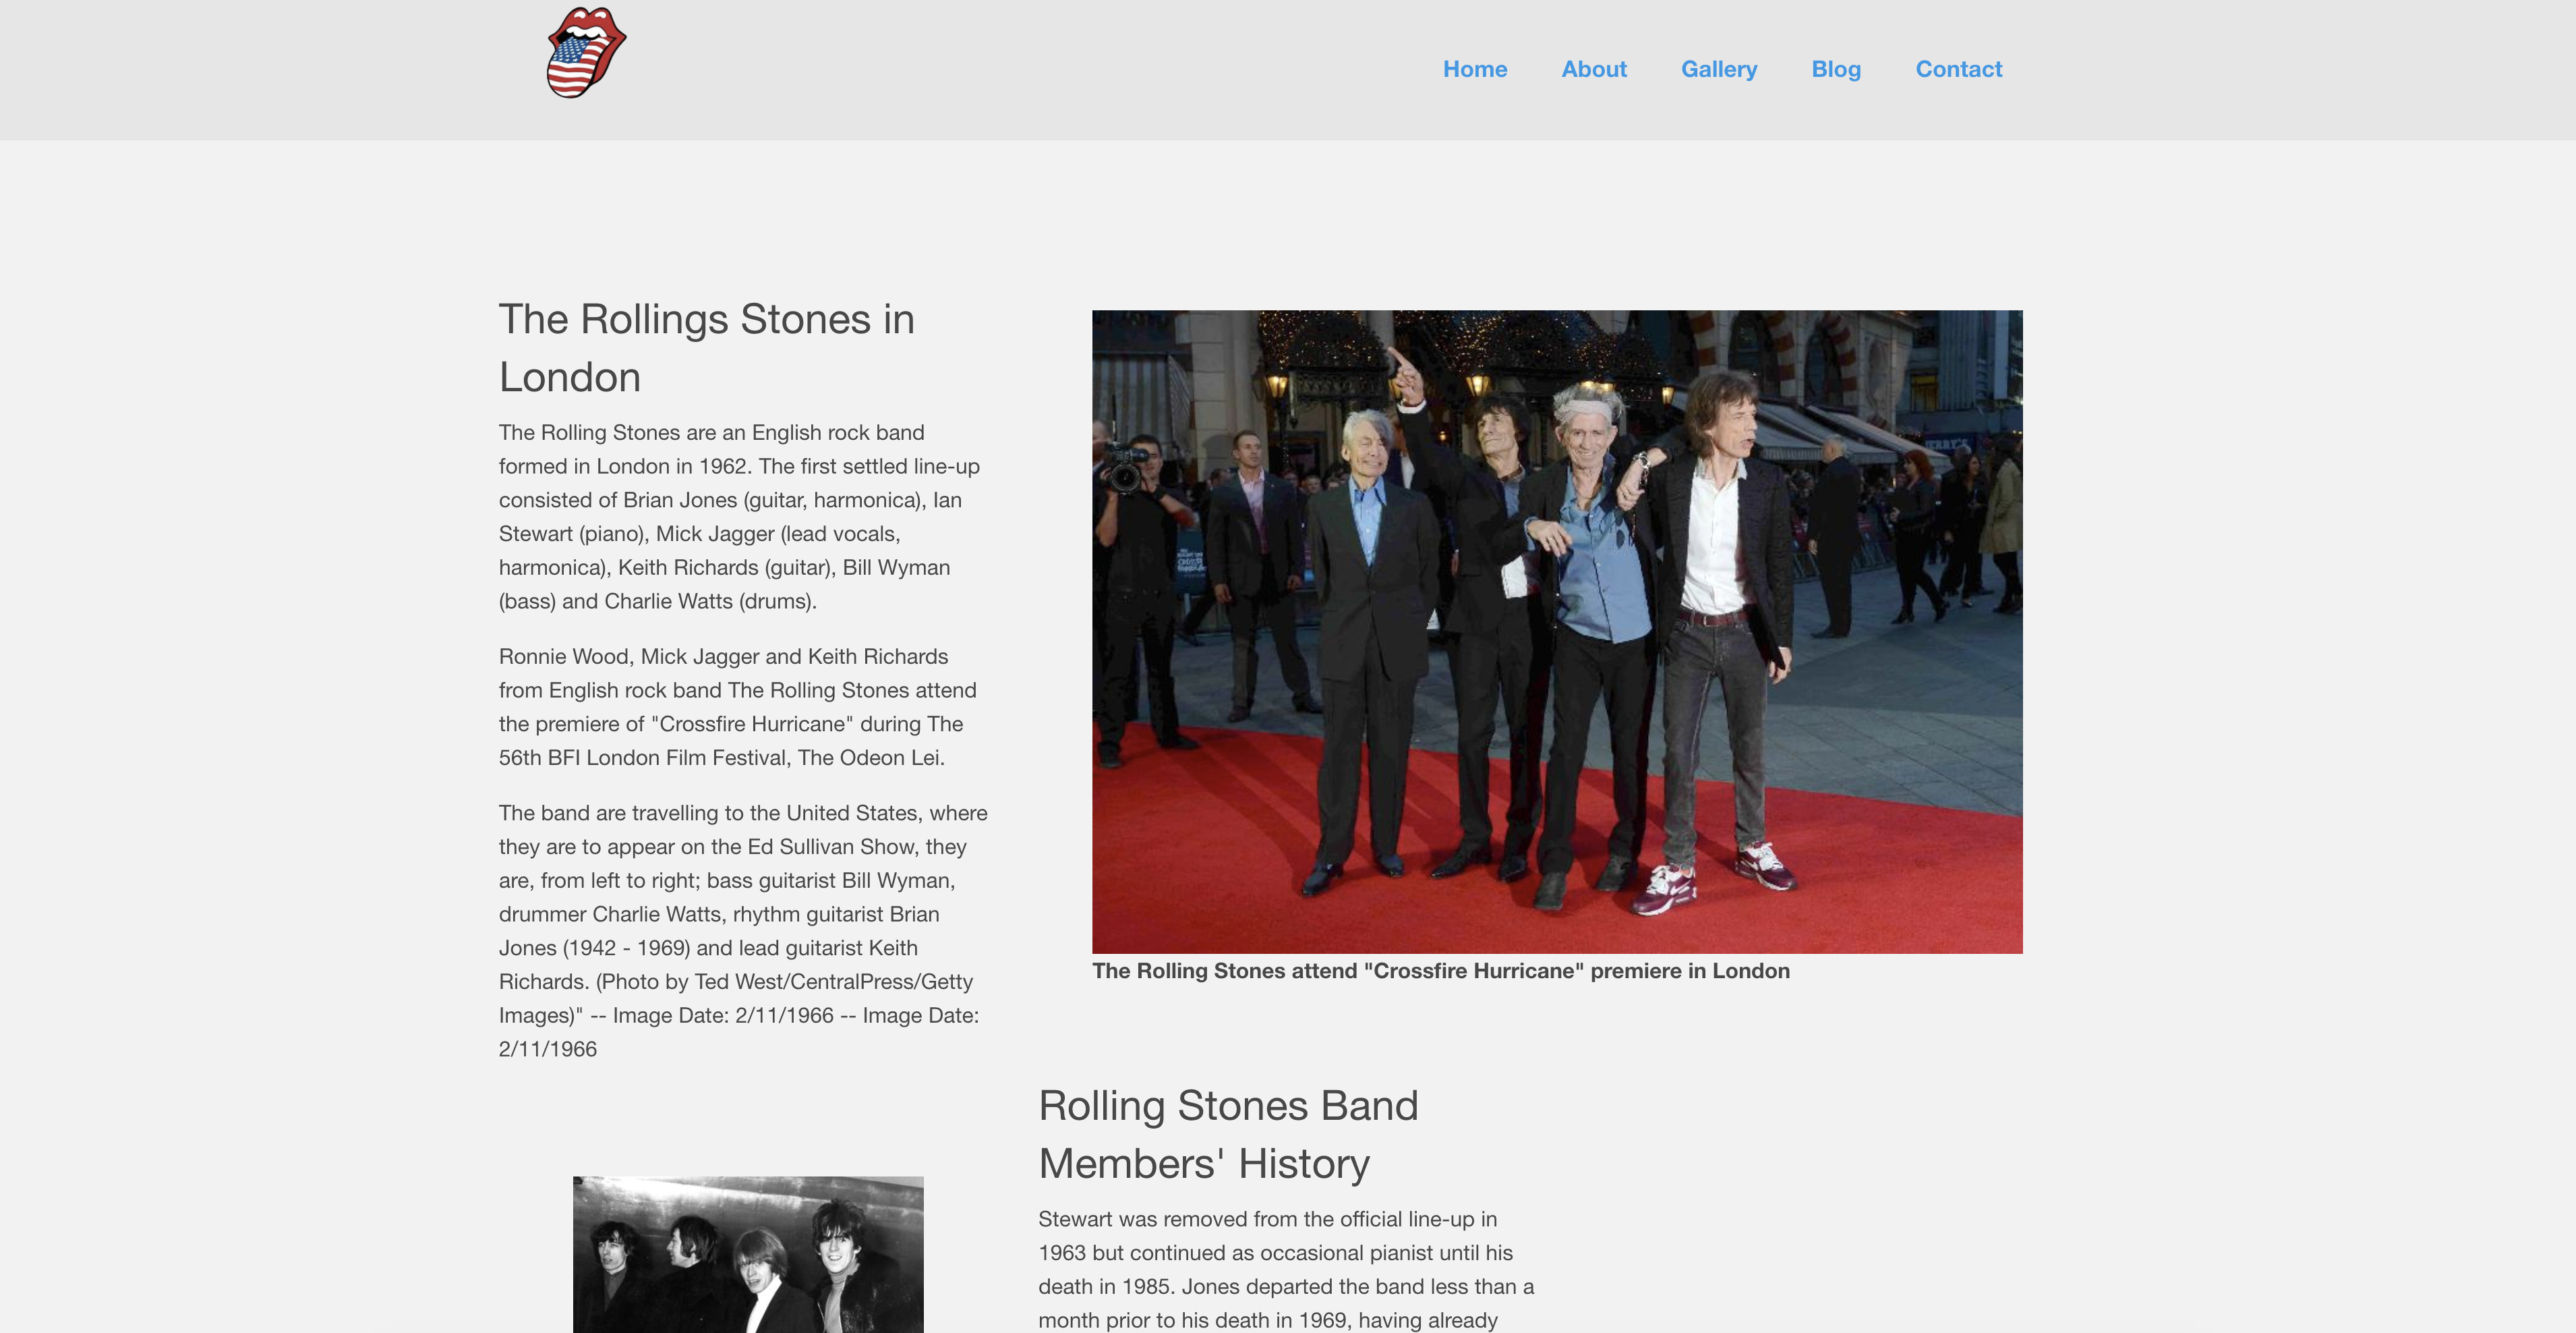 Home About Gallery Blog Contact
The Rollings Stones in
London
The Rolling Stones are an English rock band
formed in London in 1962. The first settled line-up
consisted of Brian Jones (guitar, harmonica), Ian
Stewart (piano), Mick Jagger (lead vocals,
harmonica), Keith Richards (guitar), Bill Wyman
(bass) and Charlie Watts (drums).
Ronnie Wood, Mick Jagger and Keith Richards
from English rock band The Rolling Stones attend
the premiere of "Crossfire Hurricane" during The
56th BFI London Film Festival, The Odeon Lei.
The band are travelling to the United States, where
they are to appear on the Ed Sullivan Show, they
are, from left to right; bass guitarist Bill Wyman,
drummer Charlie Watts, rhythm guitarist Brian
Jones (1942 - 1969) and lead guitarist Keith
Richards. (Photo by Ted West/CentralPress/Getty
Images)" -- Image Date: 2/11/1966 -- Image Date:
2/11/1966
The Rolling Stones attend "Crossfire Hurricane" premiere in London
Rolling Stones Band
Members' History
Stewart was removed from the official line-up in
1963 but continued as occasional pianist until his
death in 1985. Jones departed the band less than a
month prior to his death in 1969, having already